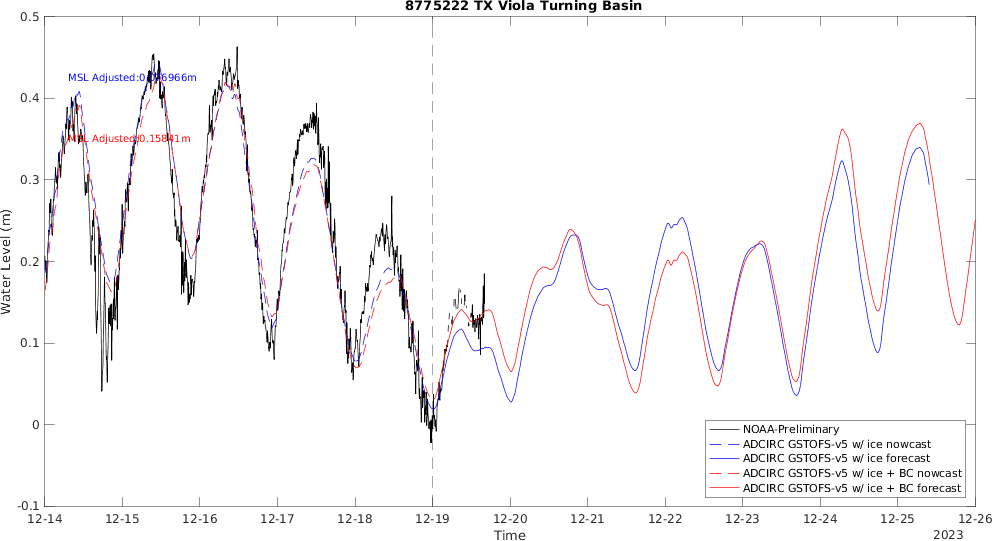 8775222 TX Viola Turning Basin
0.5
0.4
0.3
0.2
0.1
0
-0.1
Water Level (m)
MSL Adjusted:
MSL Adjusted:0.15841m
NOAA-Preliminary
ADCIRC GSTOFS-v5 w/ ice nowcast
ADCIRC GSTOFS-v5 w/ ice forecast
ADCIRC GSTOFS-v5 w/ ice + BC nowcast
ADCIRC GSTOFS-v5 w/ ice + BC forecast
12-14 12-15 12-16 12-17 12-18 12-19 12-20 12-21 12-22 12-23 12-24 12-25 12-26
Time
2023